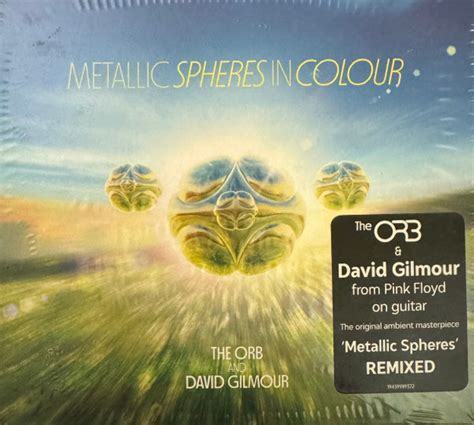 METALLIC SPHERES IN COLOUR
THE ORB
AND
DAVID GILMOUR
The ORB
&
David Gilmour
from Pink Floyd
on guitar
The original ambient masterpiece
‘Metallic Spheres’
REMIXED